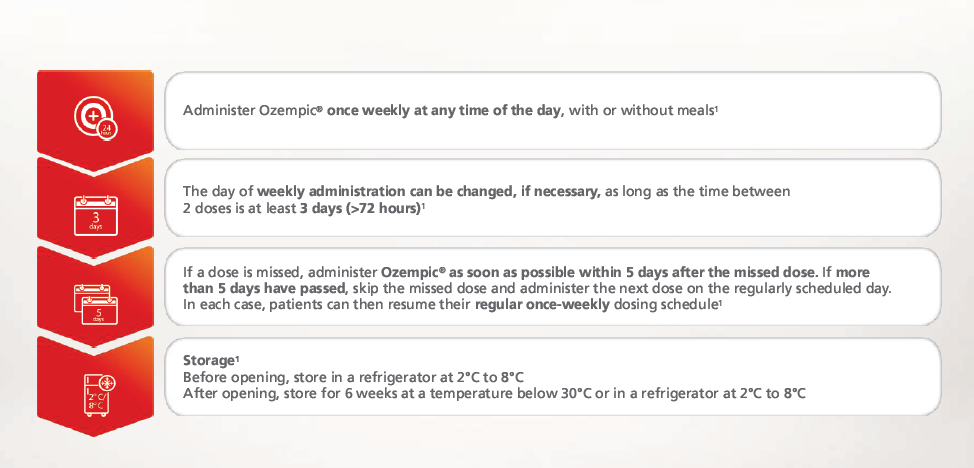 24
hours
Administer Ozempic® once weekly at any time of the day, with or without meals¹
3
days
The day of weekly administration can be changed, if necessary, as long as the time between
2 doses is at least 3 days (>72 hours)¹
5
days
If a dose is missed, administer Ozempic® as soon as possible within 5 days after the missed dose. If more
than 5 days have passed, skip the missed dose and administer the next dose on the regularly scheduled day.
In each case, patients can then resume their regular once-weekly dosing schedule¹
2°C/
8°C
Storage¹
Before opening, store in a refrigerator at 2°C to 8°C
After opening, store for 6 weeks at a temperature below 30°C or in a refrigerator at 2°C to 8°C